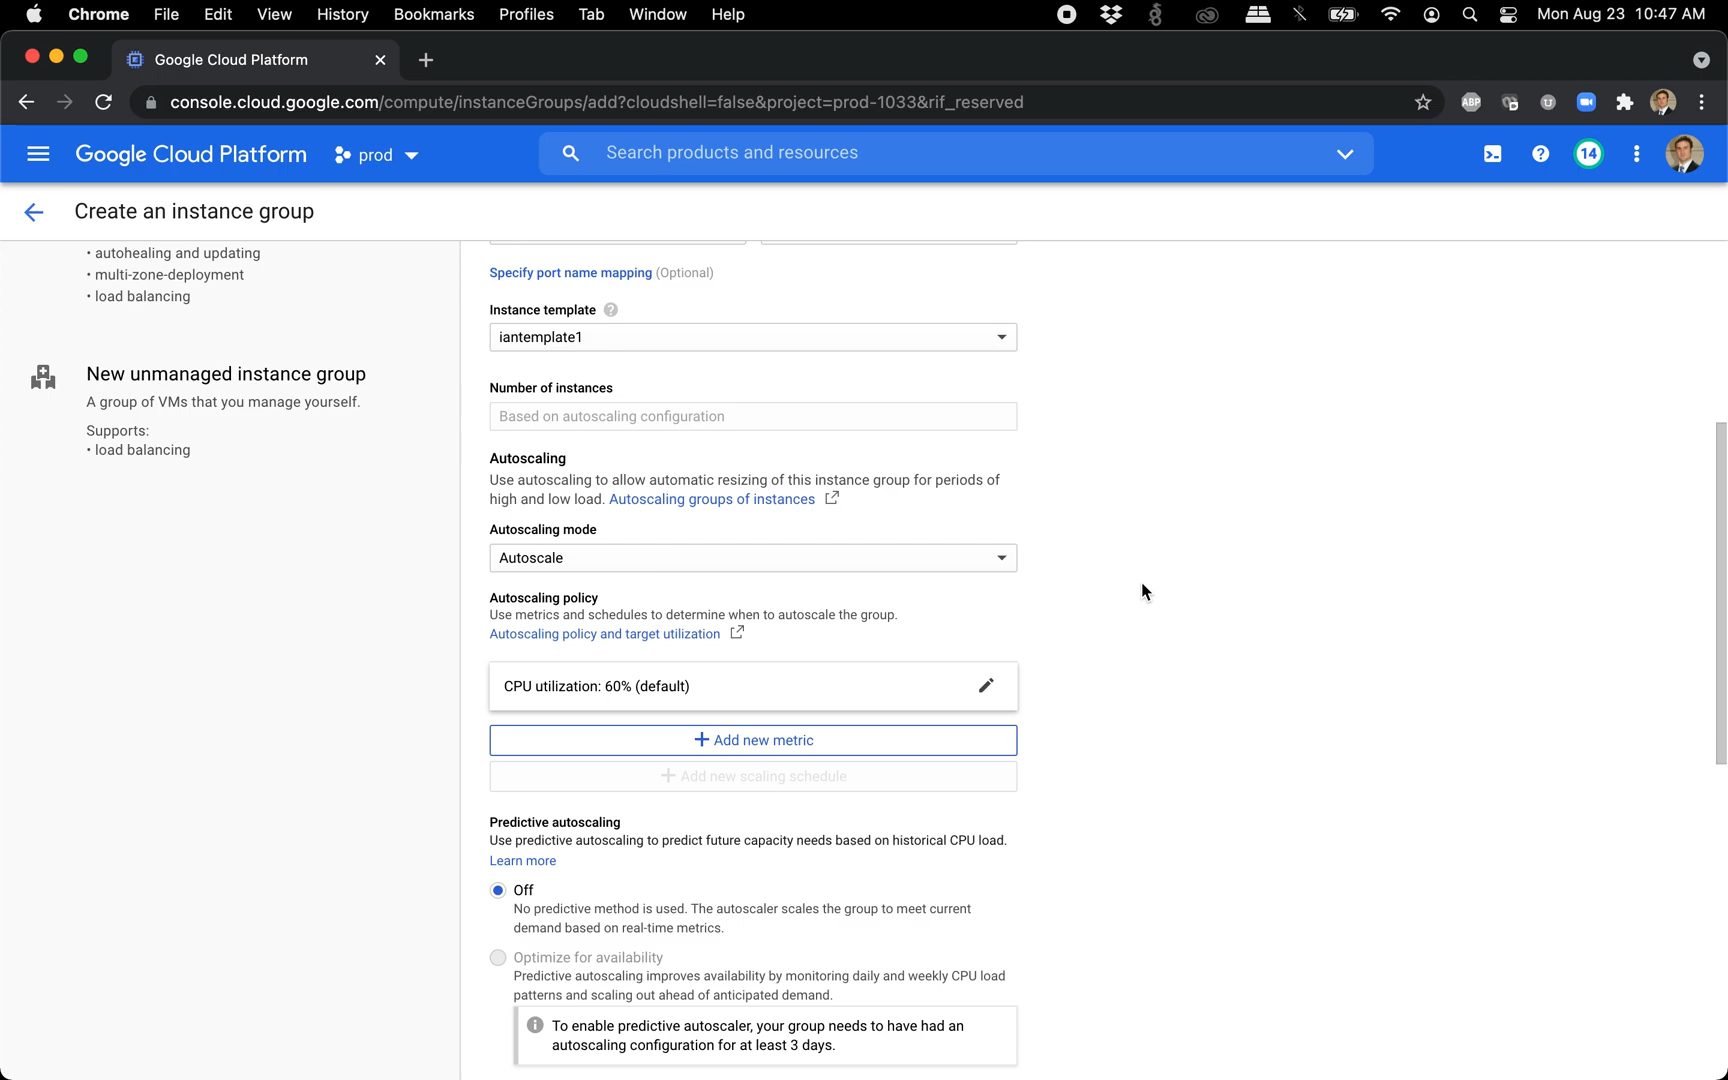 Chrome File Edit View History Bookmarks Profiles Tab Window Help Mon Aug 23 10:47 AM
Google Cloud Platform
console.cloud.google.com/compute/instanceGroups/add?cloudshell=false&project=prod-1033&rif_reserved
ABP
Google Cloud Platform prod Search products and resources 14
Create an instance group
• autohealing and updating
• multi-zone-deployment
• load balancing
New unmanaged instance group
A group of VMs that you manage yourself.
Supports:
• load balancing
Specify port name mapping (Optional)
Instance template
iantemplate1
Number of instances
Based on autoscaling configuration
Autoscaling
Use autoscaling to allow automatic resizing of this instance group for periods of
high and low load. Autoscaling groups of instances
Autoscaling mode
Autoscale
Autoscaling policy
Use metrics and schedules to determine when to autoscale the group.
Autoscaling policy and target utilization
CPU utilization: 60% (default)
+ Add new metric
+ Add new scaling schedule
Predictive autoscaling
Use predictive autoscaling to predict future capacity needs based on historical CPU load.
Learn more
Off
No predictive method is used. The autoscaler scales the group to meet current
demand based on real-time metrics.
Optimize for availability
Predictive autoscaling improves availability by monitoring daily and weekly CPU load
patterns and scaling out ahead of anticipated demand.
To enable predictive autoscaler, your group needs to have had an
autoscaling configuration for at least 3 days.